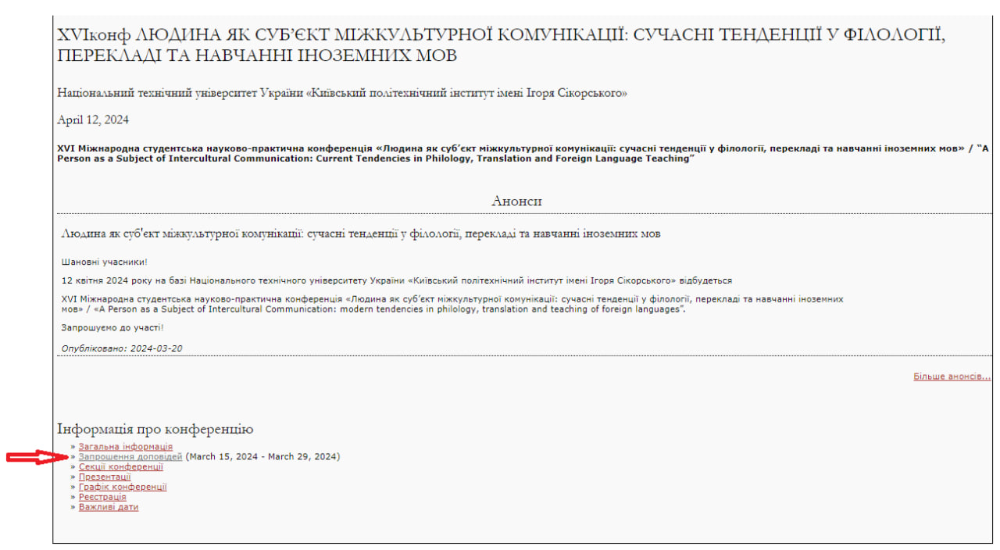 XVIконф ЛЮДИНА ЯК СУБ’ЄКТ МІЖКУЛЬТУРНОЇ КОМУНІКАЦІЇ: СУЧАСНІ ТЕНДЕНЦІЇ У ФІЛОЛОГІЇ,
ПЕРЕКЛАДІ ТА НАВЧАННІ ІНОЗЕМНИХ МОВ
Національний технічний університет України «Київський політехнічний інститут імені Ігоря Сікорського»
April 12, 2024
XVI Міжнародна студентська науково-практична конференція «Людина як суб’єкт міжкультурної комунікації: сучасні тенденції у філології, перекладі та навчанні іноземних мов» / “A
Person as a Subject of Intercultural Communication: Current Tendencies in Philology, Translation and Foreign Language Teaching”
Анонси
Людина як суб'єкт міжкультурної комунікації: сучасні тенденції у філології, перекладі та навчанні іноземних мов
Шановні учасники!
12 квітня 2024 року на базі Національного технічного університету України «Київський політехнічний інститут імені Ігоря Сікорського» відбудеться
XVI Міжнародна студентська науково-практична конференція «Людина як суб’єкт міжкультурної комунікації: сучасні тенденції у філології, перекладі та навчанні іноземних
мов» / «A Person as a Subject of Intercultural Communication: modern tendencies in philology, translation and teaching of foreign languages”.
Запрошуємо до участі!
Опубліковано: 2024-03-20
Більше анонсів...
Інформація про конференцію
» Загальна інформація
» Запрошення доповідей (March 15, 2024 - March 29, 2024)
» Секції конференції
» Презентації
» Графік конференції
» Реєстрація
» Важливі дати